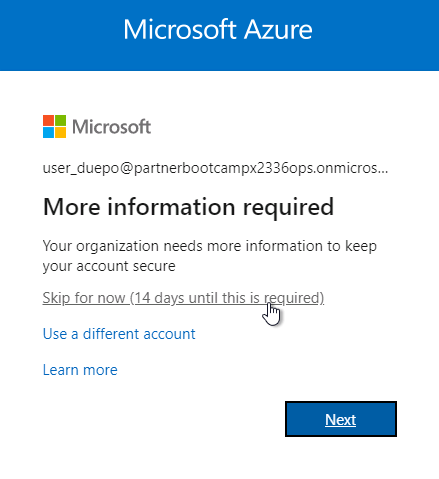 Microsoft Azure
Microsoft
user_duepo@partnerbootcampx2336ops.onmicros...
More information required
Your organization needs more information to keep
your account secure
Skip for now (14 days until this is required)
Use a different account
Learn more
Next